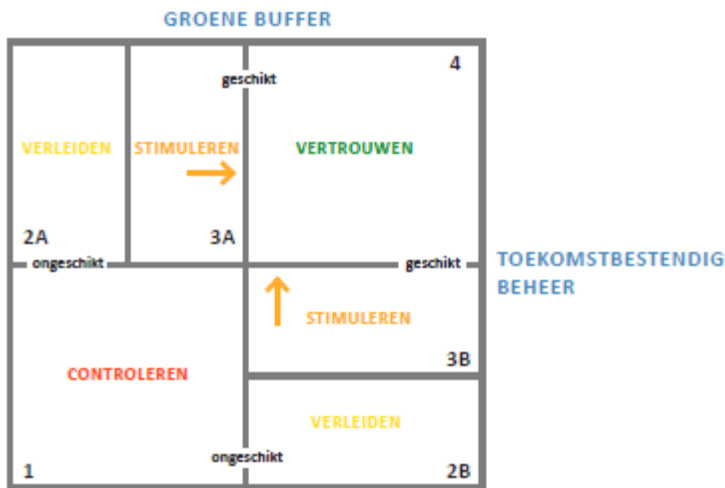 GROENE BUFFER
geschikt
4
VERLEIDEN
STIMULEREN
VERTROUWEN
2A
3A
ongeschikt
geschikt
TOEKOMSTBESTENDIG
BEHEER
STIMULEREN
3B
CONTROLEREN
VERLEIDEN
ongeschikt
1
2B